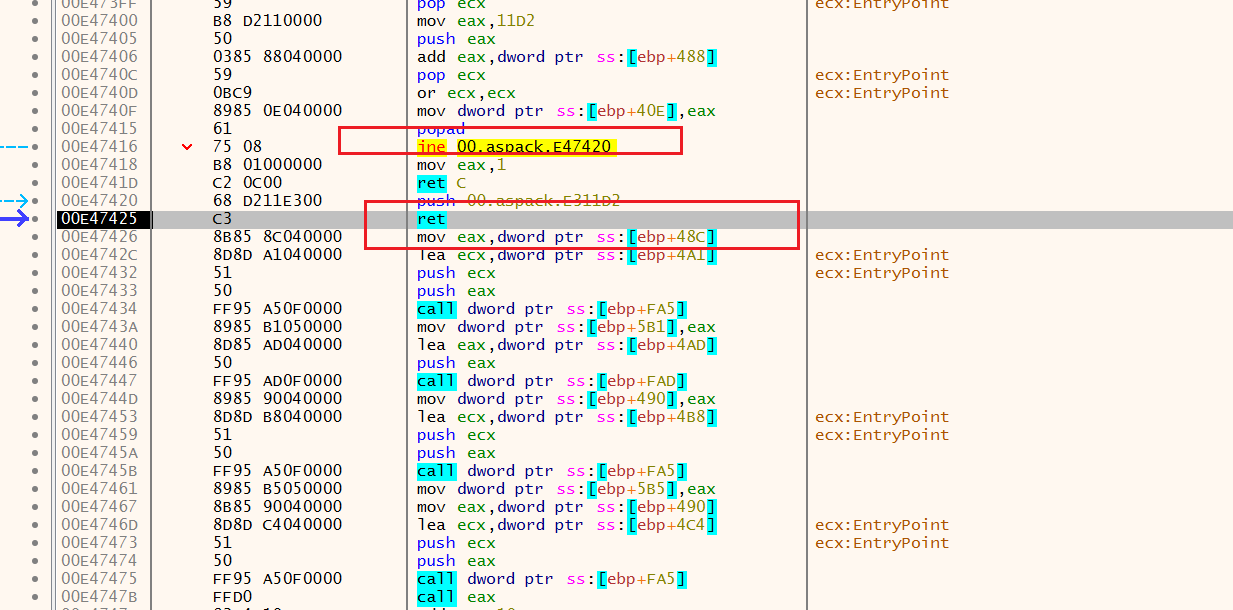 00E473FF 59 pop ecx ecx:EntryPoint
00E47400 B8 D2110000 mov eax,11D2
00E47405 50 push eax
00E47406 0385 88040000 add eax,dword ptr ss:[ebp+488]
00E4740C 59 pop ecx ecx:EntryPoint
00E4740D 0BC9 or ecx,ecx ecx:EntryPoint
00E4740F 8985 0E040000 mov dword ptr ss:[ebp+40E],eax
00E47415 61 popad
00E47416 75 08 jne 00.aspack.E47420
00E47418 B8 01000000 mov eax,1
00E4741D C2 0C00 ret C
00E47420 68 D211E300 push 00.aspack.E311D2
00E47425 C3 ret
00E47426 8B85 8C040000 mov eax,dword ptr ss:[ebp+48C]
00E4742C 8D8D A1040000 lea ecx,dword ptr ss:[ebp+4A1] ecx:EntryPoint
00E47432 51 push ecx ecx:EntryPoint
00E47433 50 push eax
00E47434 FF95 A50F0000 call dword ptr ss:[ebp+FA5]
00E4743A 8985 B1050000 mov dword ptr ss:[ebp+5B1],eax
00E47440 8D85 AD040000 lea eax,dword ptr ss:[ebp+4AD]
00E47446 50 push eax
00E47447 FF95 AD0F0000 call dword ptr ss:[ebp+FAD]
00E4744D 8985 90040000 mov dword ptr ss:[ebp+490],eax
00E47453 8D8D B8040000 lea ecx,dword ptr ss:[ebp+4B8] ecx:EntryPoint
00E47459 51 push ecx ecx:EntryPoint
00E4745A 50 push eax
00E4745B FF95 A50F0000 call dword ptr ss:[ebp+FA5]
00E47461 8985 B5050000 mov dword ptr ss:[ebp+5B5],eax
00E47467 8B85 90040000 mov eax,dword ptr ss:[ebp+490]
00E4746D 8D8D C4040000 lea ecx,dword ptr ss:[ebp+4C4] ecx:EntryPoint
00E47473 51 push ecx ecx:EntryPoint
00E47474 50 push eax
00E47475 FF95 A50F0000 call dword ptr ss:[ebp+FA5]
00E4747B FFD0 call eax